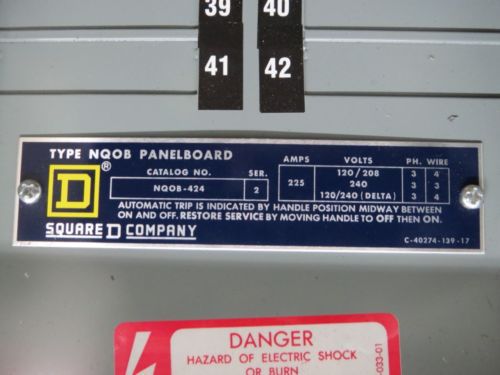 39 40
41 42
TYPE NQOB PANELBOARD
CATALOG NO. SER. AMPS VOLTS PH. WIRE
NQOB-424 2 225 120/208 3 4
240 3 3
120/240 (DELTA) 3 4
D ®
AUTOMATIC TRIP IS INDICATED BY HANDLE POSITION MIDWAY BETWEEN
ON AND OFF. RESTORE SERVICE BY MOVING HANDLE TO OFF THEN ON.
SQUARE D COMPANY
C-40274-139-17
DANGER
HAZARD OF ELECTRIC SHOCK
OR BURN
-033-01